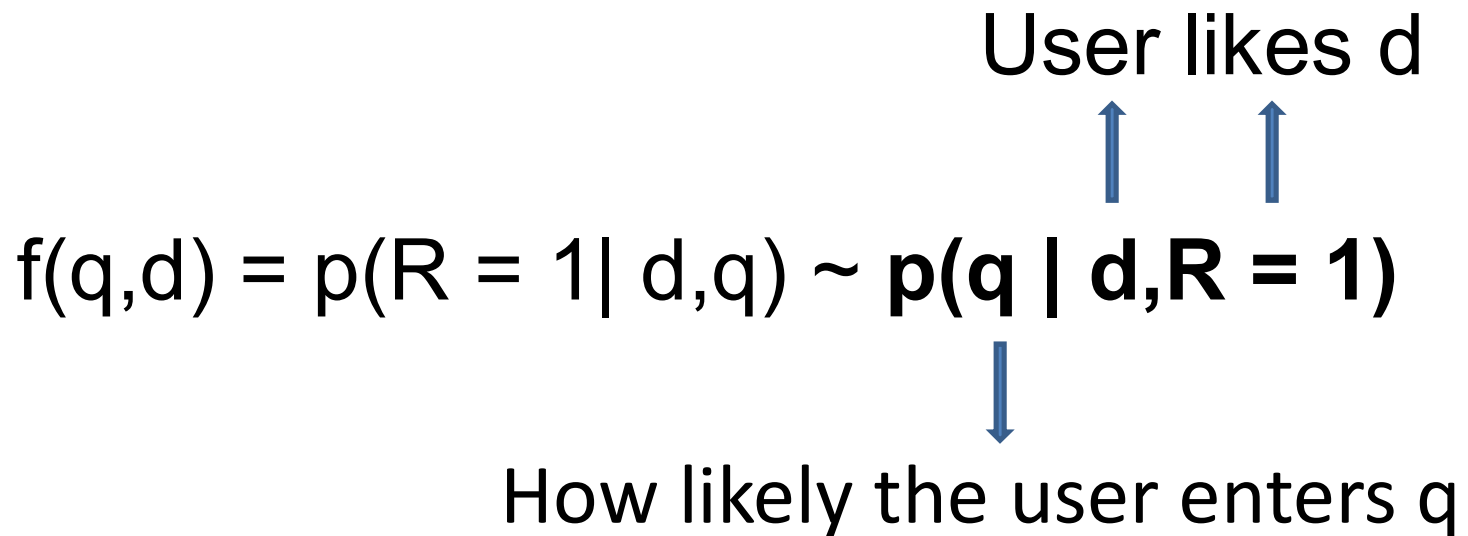 User likes d
f(q,d) = p(R = 1| d,q) ~ p(q | d,R = 1)
How likely the user enters q